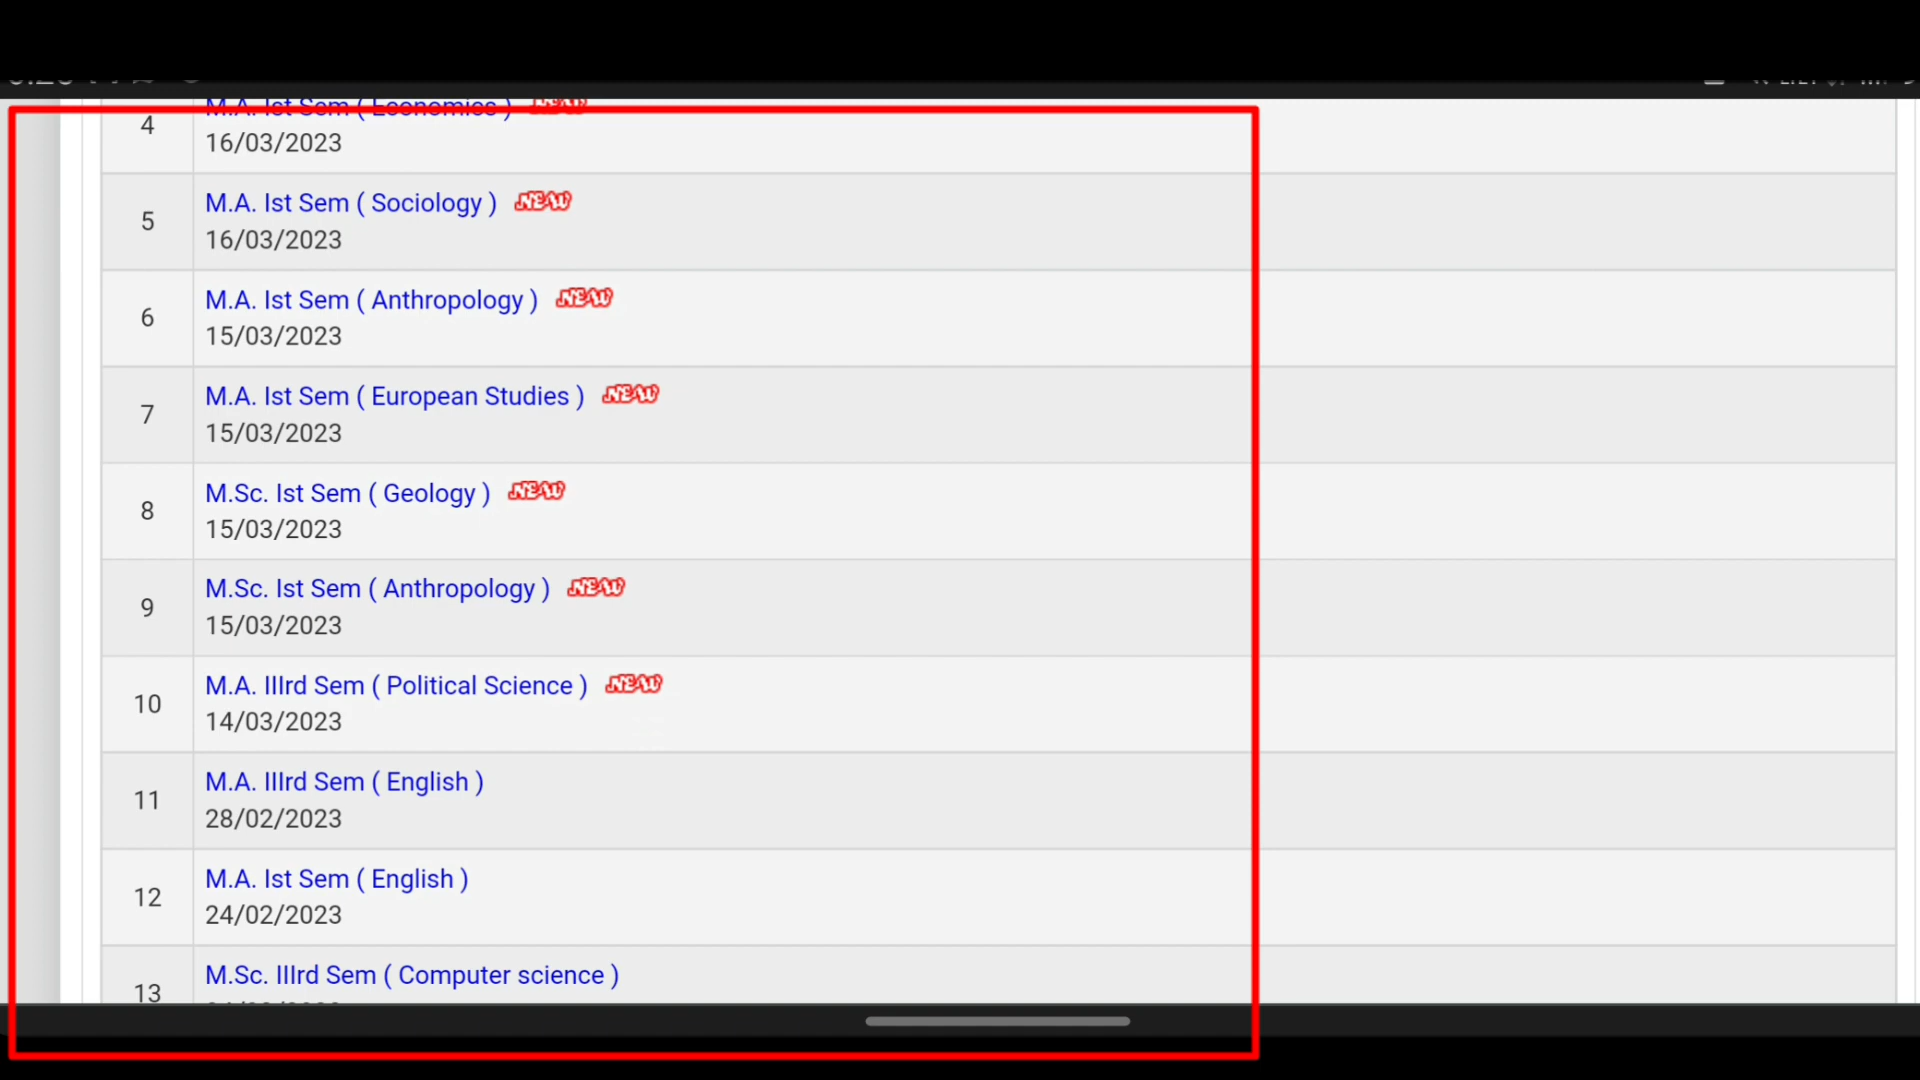 M.A. Ist Sem ( Economics ) NEW
4
16/03/2023
M.A. Ist Sem ( Sociology ) NEW
5
16/03/2023
M.A. Ist Sem ( Anthropology ) NEW
6
15/03/2023
M.A. Ist Sem ( European Studies ) NEW
7
15/03/2023
M.Sc. Ist Sem ( Geology ) NEW
8
15/03/2023
M.Sc. Ist Sem ( Anthropology ) NEW
9
15/03/2023
M.A. IIIrd Sem ( Political Science ) NEW
10
14/03/2023
M.A. IIIrd Sem ( English )
11
28/02/2023
M.A. Ist Sem ( English )
12
24/02/2023
M.Sc. IIIrd Sem ( Computer science )
13